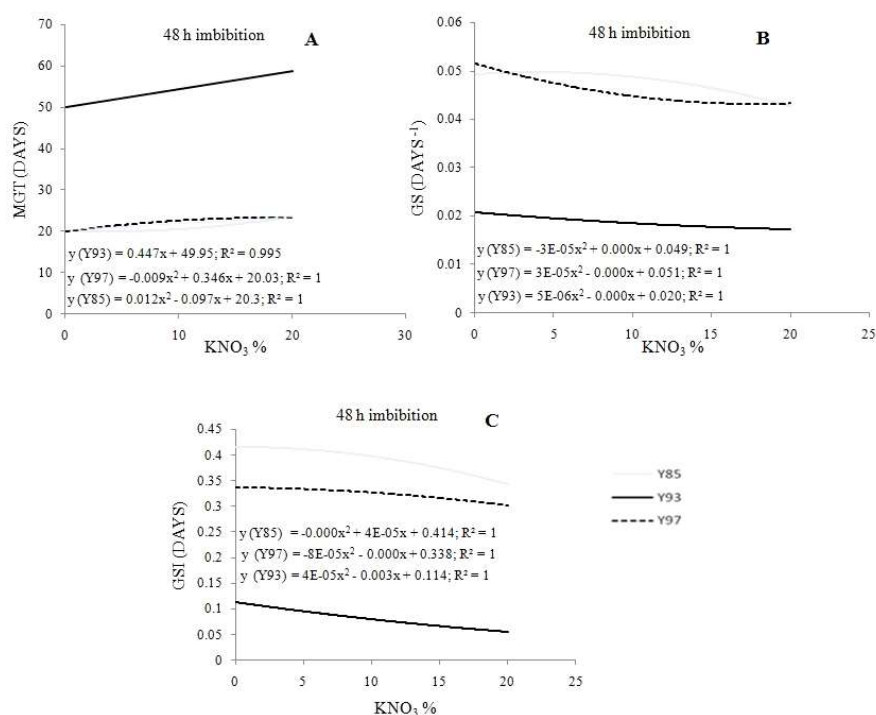 48 h imbibition
A
MGT (DAYS)
70
60
50
40
30
20
10
0
y (Y93) = 0.447x + 49.95; R² = 0.995
y (Y97) = -0.009x² + 0.346x + 20.03; R² = 1
y (Y85) = 0.012x² - 0.097x + 20.3; R² = 1
0 10 20 30
KNO₃ %
48 h imbibition
B
GS (DAYS⁻¹)
0.06
0.05
0.04
0.03
0.02
0.01
0
y (Y85) = -3E-05x² + 0.000x + 0.049; R² = 1
y (Y97) = 3E-05x² - 0.000x + 0.051; R² = 1
y (Y93) = 5E-06x² - 0.000x + 0.020; R² = 1
0 5 10 15 20 25
KNO₃ %
48 h imbibition
C
GSI (DAYS)
0.45
0.4
0.35
0.3
0.25
0.2
0.15
0.1
0.05
0
y (Y85) = -0.000x² + 4E-05x + 0.414; R² = 1
y (Y97) = -8E-05x² - 0.000x + 0.338; R² = 1
y (Y93) = 4E-05x² - 0.003x + 0.114; R² = 1
0 5 10 15 20 25
KNO₃ %
Y85
Y93
Y97